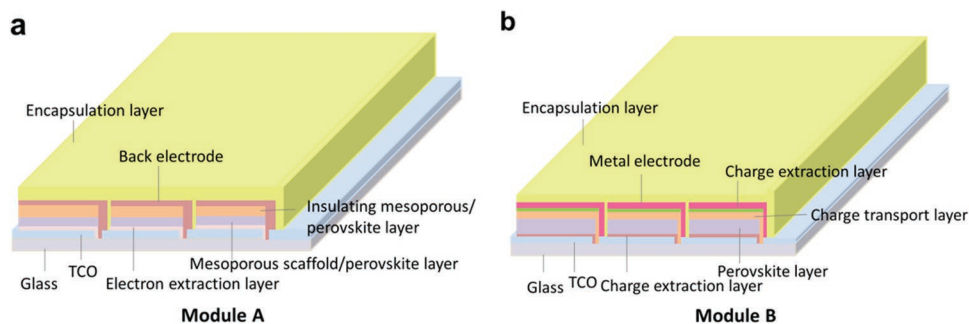 a
Encapsulation layer
Back electrode
Insulating mesoporous/
perovskite layer
Mesoporous scaffold/perovskite layer
TCO
Electron extraction layer
Glass
Module A
b
Encapsulation layer
Metal electrode
Charge extraction layer
Charge transport layer
Perovskite layer
Glass
TCO
Charge extraction layer
Module B